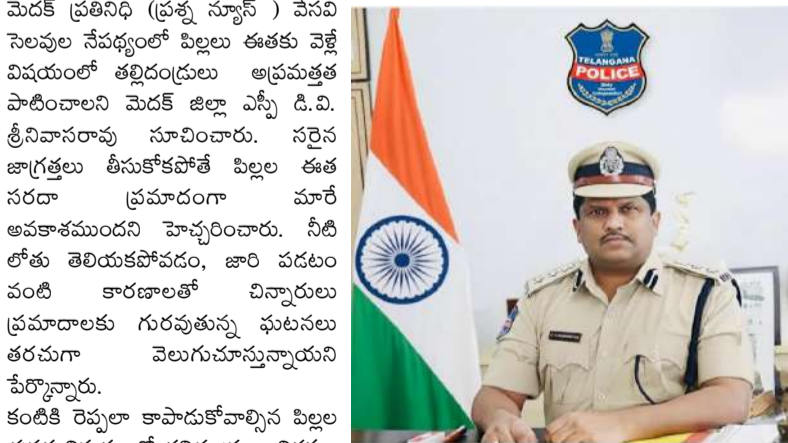 మెదక్ ప్రతినిధి (ప్రశ్న న్యూస్ ) వేసవి
సెలవుల నేపథ్యంలో పిల్లలు ఈతకు వెళ్లే
విషయంలో తల్లిదండ్రులు అప్రమత్తత
పాటించాలని మెదక్ జిల్లా ఎస్పీ డి.వి.
శ్రీనివాసరావు సూచించారు. సరైన
జాగ్రత్తలు తీసుకోకపోతే పిల్లల ఈత
సరదా ప్రమాదంగా మారే
అవకాశముందని హెచ్చరించారు. నీటి
లోతు తెలియకపోవడం, జారి పడటం
వంటి కారణాలతో చిన్నారులు
ప్రమాదాలకు గురవుతున్న ఘటనలు
తరచుగా వెలుగుచూస్తున్నాయని
పేర్కొన్నారు.
కంటికి రెప్పలా కాపాడుకోవాల్సిన పిల్లల
TELANGANA
POLICE